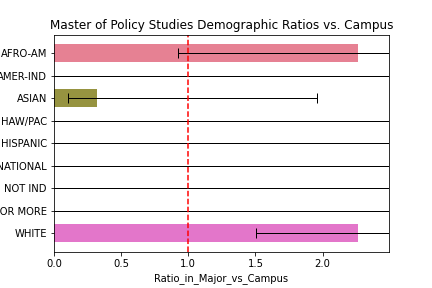 Master of Policy Studies Demographic Ratios vs. Campus
AFRO-AM
AMER-IND
ASIAN
HAW/PAC
HISPANIC
NATIONAL
NOT IND
OR MORE
WHITE
0.0 0.5 1.0 1.5 2.0
Ratio_in_Major_vs_Campus